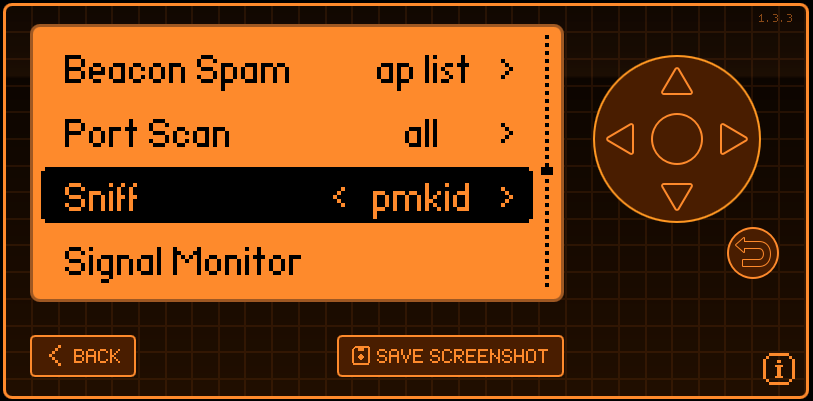 1.3.3
Beacon Spam ap list >
Port Scan all >
Sniff < pmkid >
Signal Monitor
BACK
SAVE SCREENSHOT
i